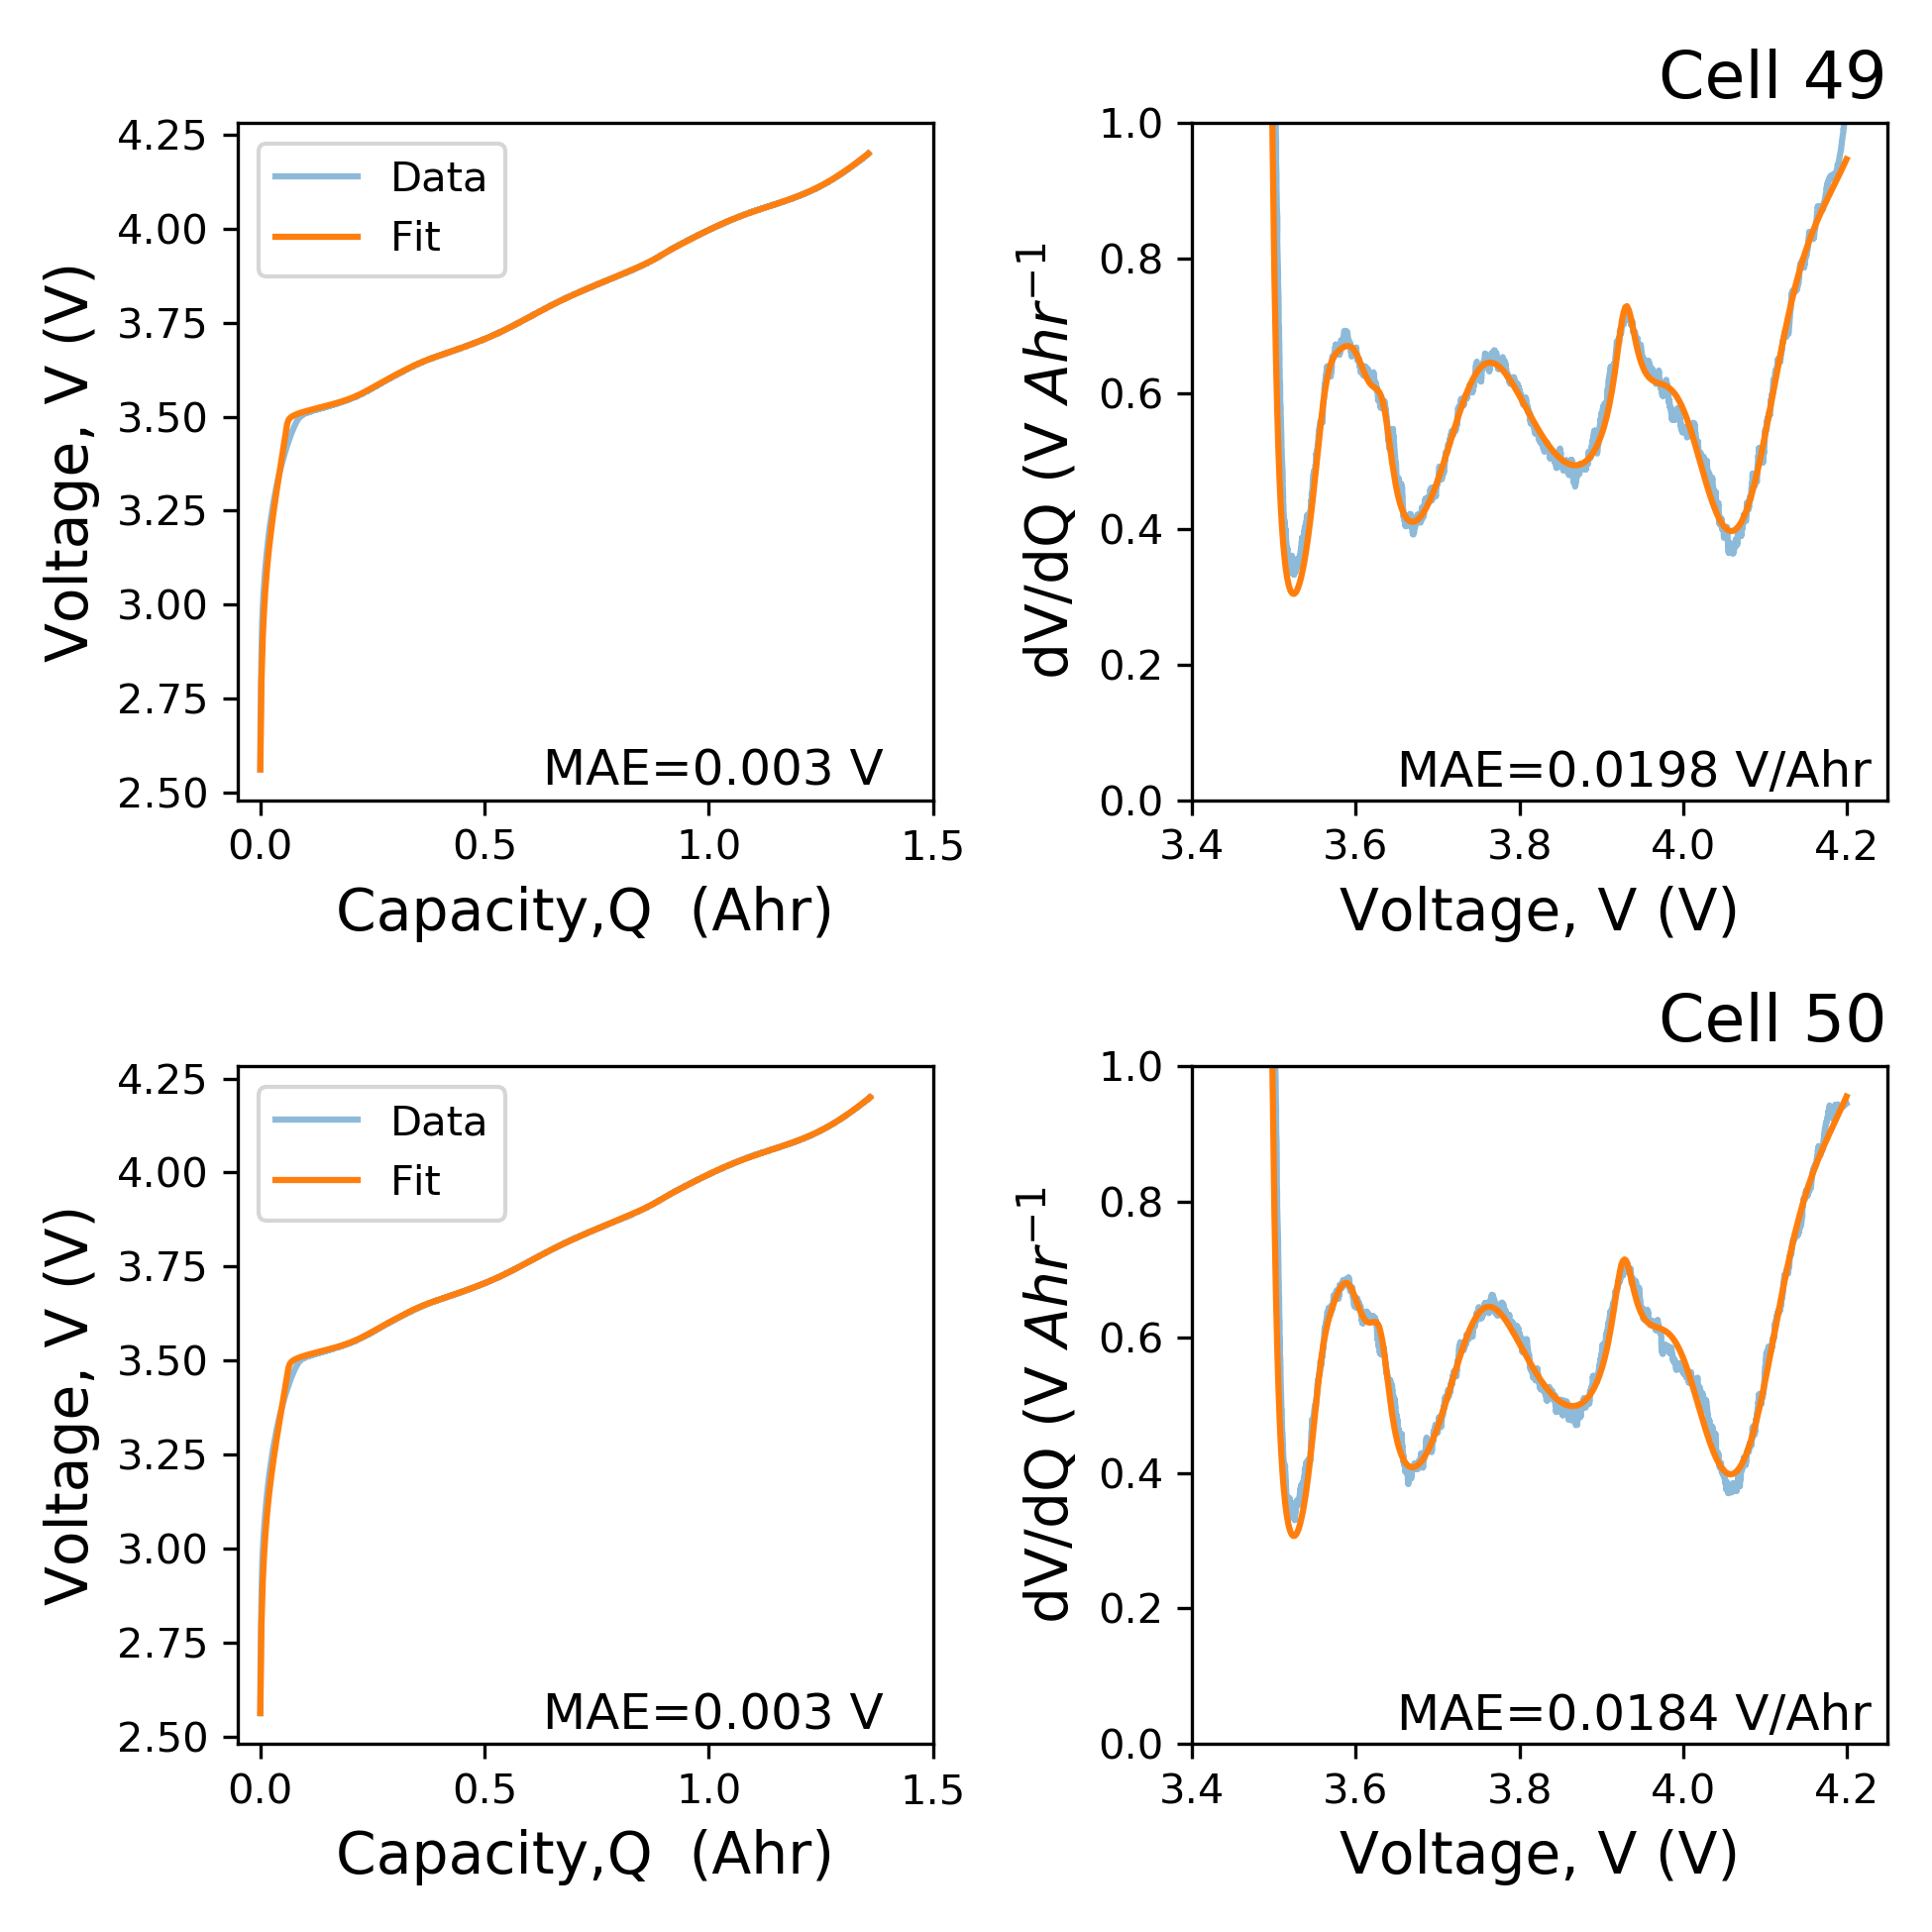 Cell 49
4.25
4.00
3.75
3.50
3.25
3.00
2.75
2.50
Voltage, V (V)
Data
Fit
MAE=0.003 V
0.0 0.5 1.0 1.5
Capacity,Q (Ahr)
1.0
0.8
0.6
0.4
0.2
0.0
dV/dQ (V Ahr⁻¹
MAE=0.0198 V/Ahr
3.4 3.6 3.8 4.0 4.2
Voltage, V (V)
Cell 50
4.25
4.00
3.75
3.50
3.25
3.00
2.75
2.50
Voltage, V (V)
Data
Fit
MAE=0.003 V
0.0 0.5 1.0 1.5
Capacity,Q (Ahr)
1.0
0.8
0.6
0.4
0.2
0.0
dV/dQ (V Ahr⁻¹
MAE=0.0184 V/Ahr
3.4 3.6 3.8 4.0 4.2
Voltage, V (V)